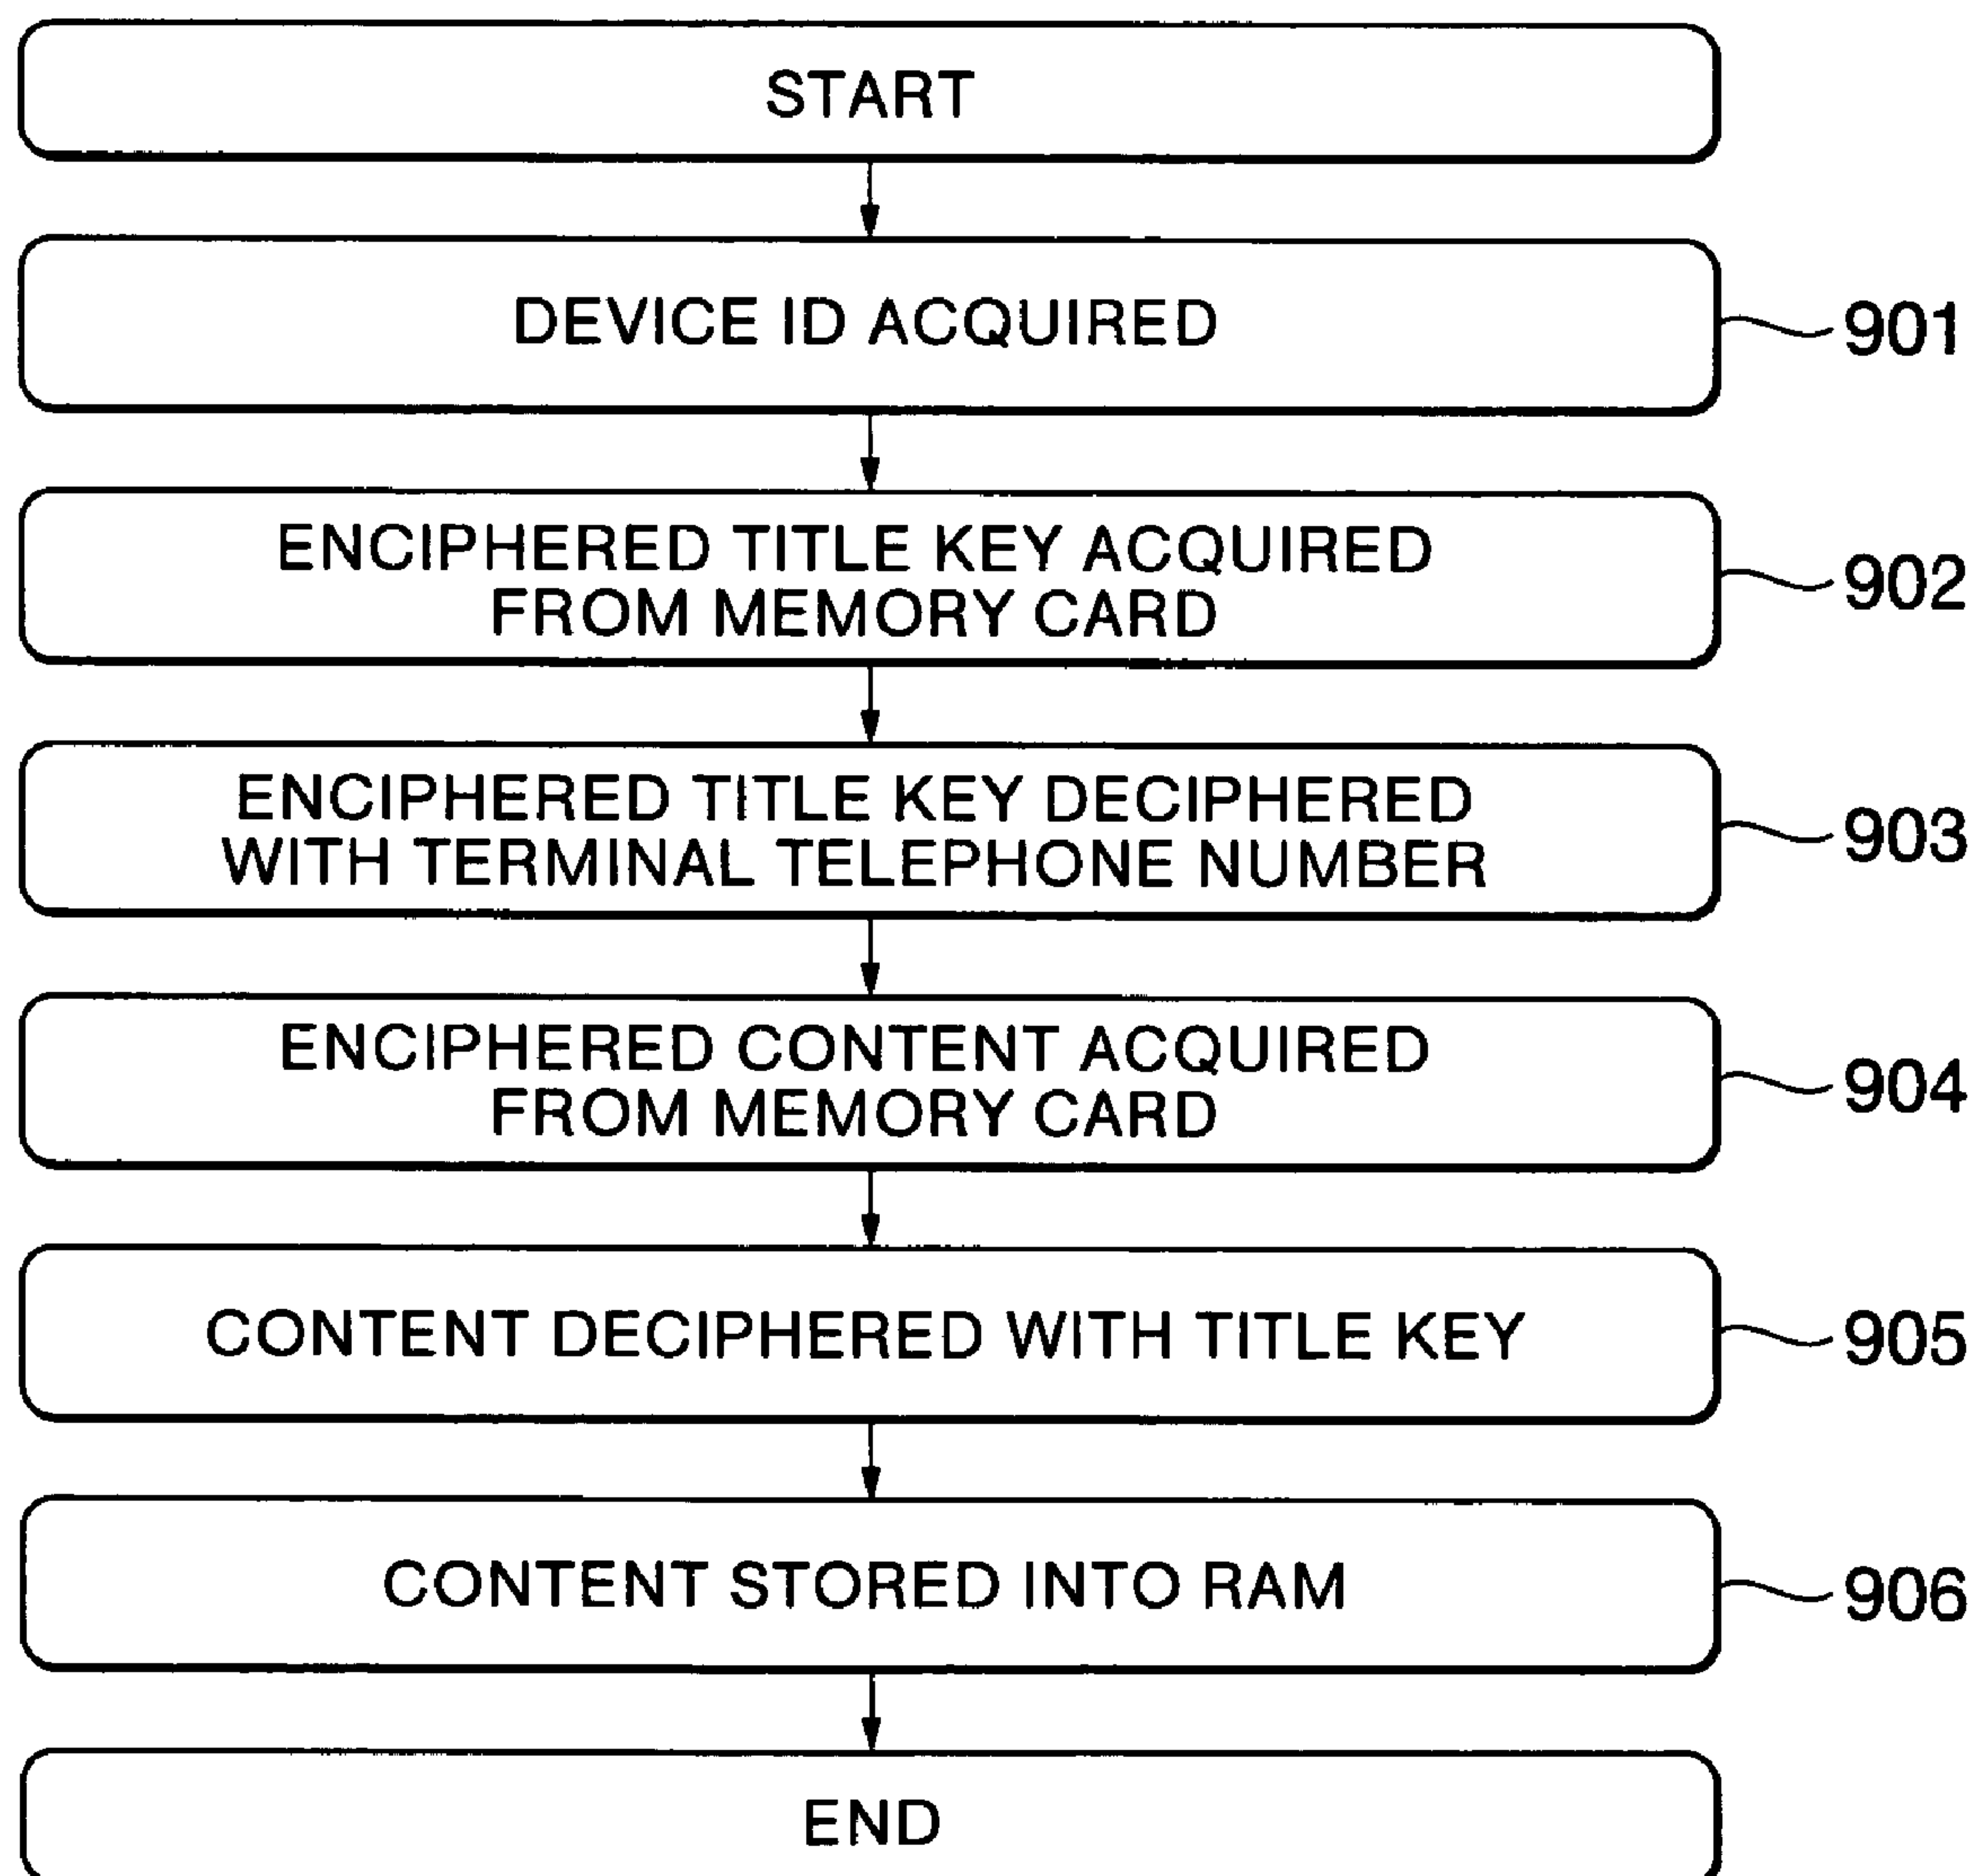 START
DEVICE ID ACQUIRED
901
ENCIPHERED TITLE KEY ACQUIRED
FROM MEMORY CARD
902
ENCIPHERED TITLE KEY DECIPHERED
WITH TERMINAL TELEPHONE NUMBER
903
ENCIPHERED CONTENT ACQUIRED
FROM MEMORY CARD
904
CONTENT DECIPHERED WITH TITLE KEY
905
CONTENT STORED INTO RAM
906
END